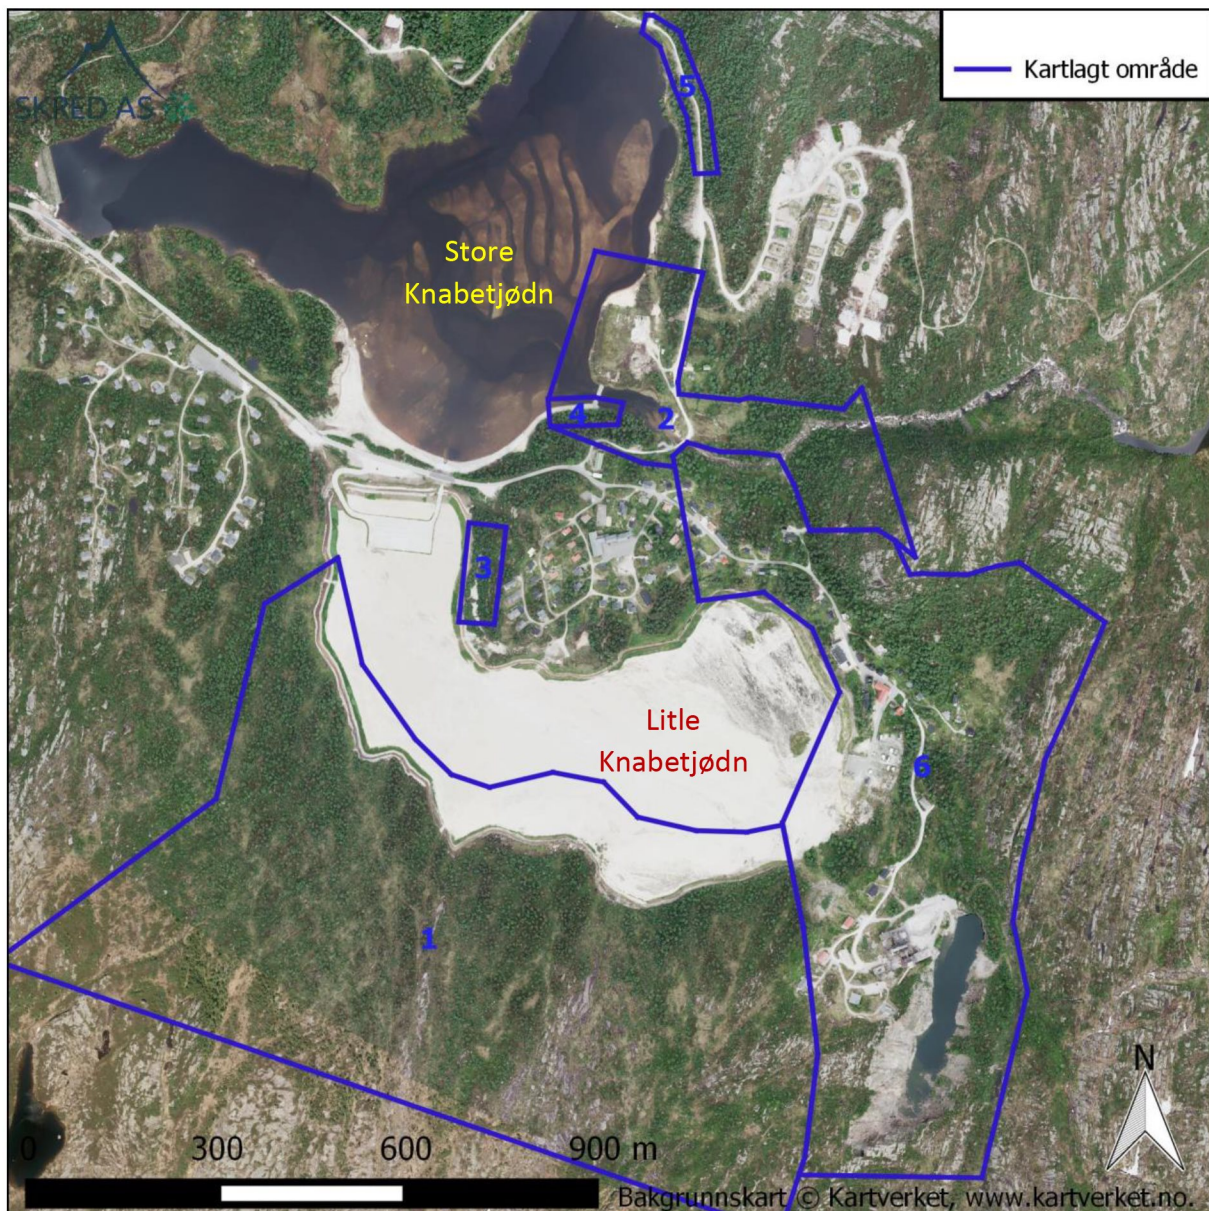 Kartlagt område
SKRED AS
5
Store
Knabetjødn
4
2
3
Litle
Knabetjødn
6
1
N
0 300 600 900 m
Bakgrunnskart © Kartverket, www.kartverket.no.